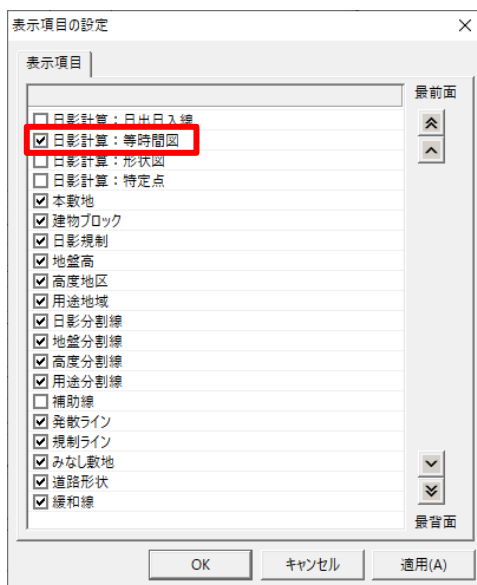 表示項目の設定
表示項目
最前面
日影計算：日出日入線
日影計算：等時間図
日影計算：形状図
日影計算：特定点
本敷地
建物ブロック
日影規制
地盤高
高度地区
用途地域
日影分割線
地盤分割線
高度分割線
用途分割線
補助線
発散ライン
規制ライン
みなし敷地
道路形状
緩和線
最背面
OK キャンセル 適用(A)